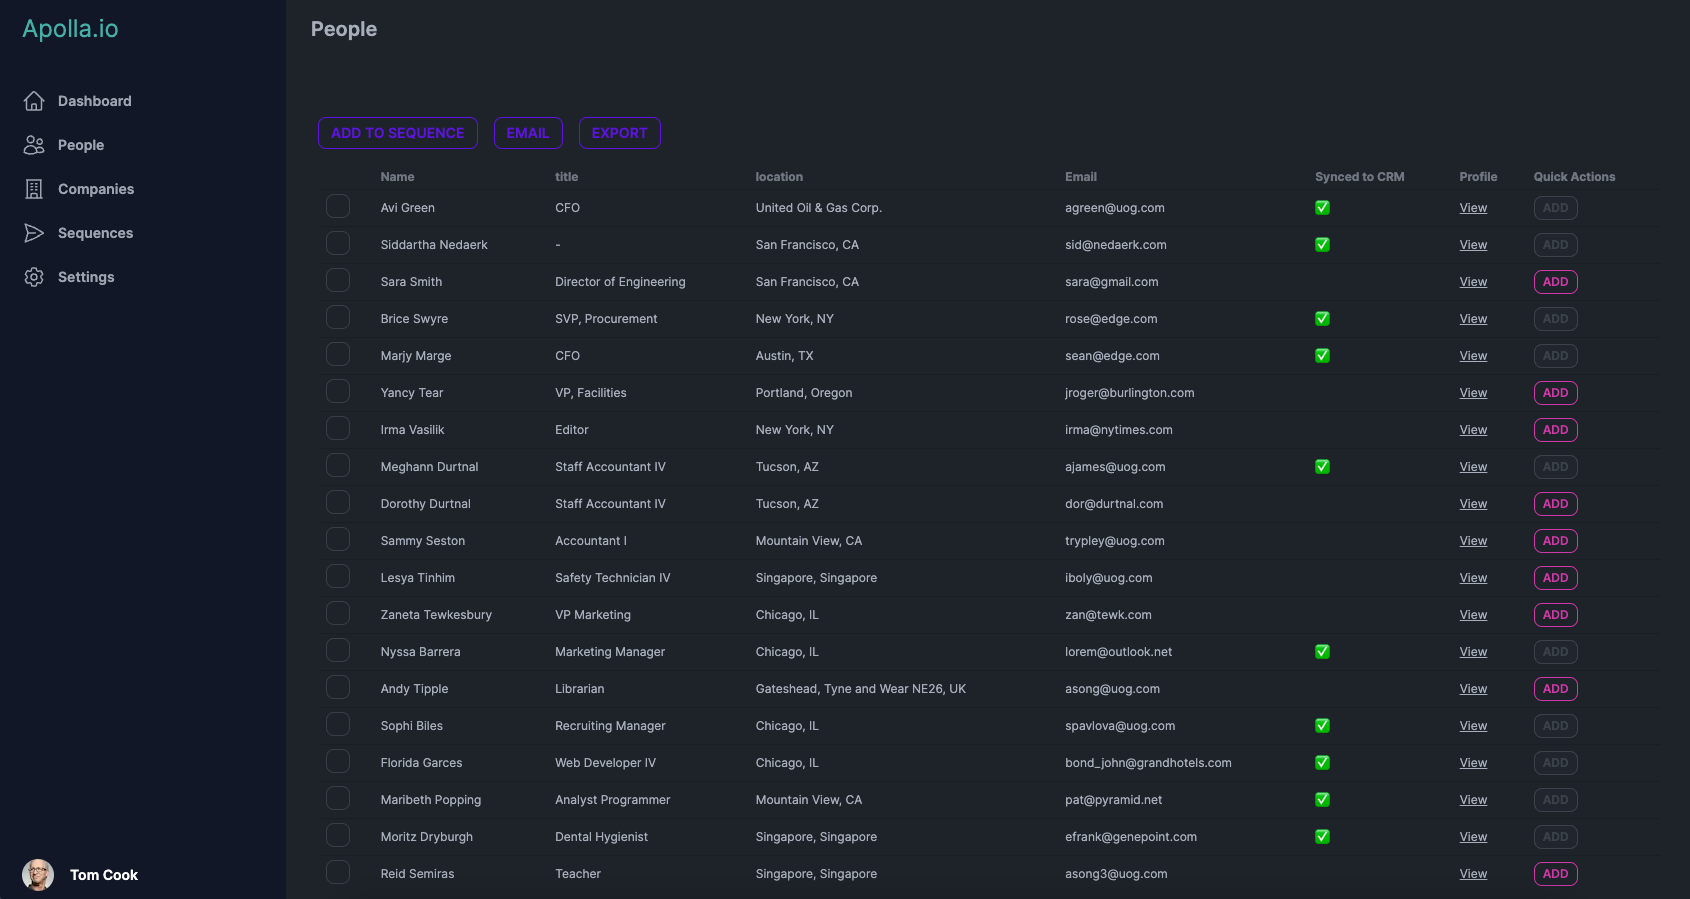 Apolla.io
People
Dashboard
People
Companies
Sequences
Settings
ADD TO SEQUENCE EMAIL EXPORT
Name title location Email Synced to CRM Profile Quick Actions
Avi Green CFO United Oil & Gas Corp. agreen@uog.com ✅ View ADD
Siddartha Nedaerk - San Francisco, CA sid@nedaerk.com ✅ View ADD
Sara Smith Director of Engineering San Francisco, CA sara@gmail.com View ADD
Brice Swyre SVP, Procurement New York, NY rose@edge.com ✅ View ADD
Marjy Marge CFO Austin, TX sean@edge.com ✅ View ADD
Yancy Tear VP, Facilities Portland, Oregon jroger@burlington.com View ADD
Irma Vasilik Editor New York, NY irma@nytimes.com View ADD
Meghann Durtnal Staff Accountant IV Tucson, AZ ajames@uog.com ✅ View ADD
Dorothy Durtnal Staff Accountant IV Tucson, AZ dor@durtnal.com View ADD
Sammy Seston Accountant I Mountain View, CA trypley@uog.com View ADD
Lesya Tinhim Safety Technician IV Singapore, Singapore iboly@uog.com View ADD
Zaneta Tewkesbury VP Marketing Chicago, IL zan@tewk.com View ADD
Nyssa Barrera Marketing Manager Chicago, IL lorem@outlook.net ✅ View ADD
Andy Tipple Librarian Gateshead, Tyne and Wear NE26, UK asong@uog.com View ADD
Sophi Biles Recruiting Manager Chicago, IL spavlova@uog.com ✅ View ADD
Florida Garces Web Developer IV Chicago, IL bond_john@grandhotels.com ✅ View ADD
Maribeth Popping Analyst Programmer Mountain View, CA pat@pyramid.net ✅ View ADD
Moritz Dryburgh Dental Hygienist Singapore, Singapore efrank@genepoint.com ✅ View ADD
Reid Semiras Teacher Singapore, Singapore asong3@uog.com View ADD
Tom Cook